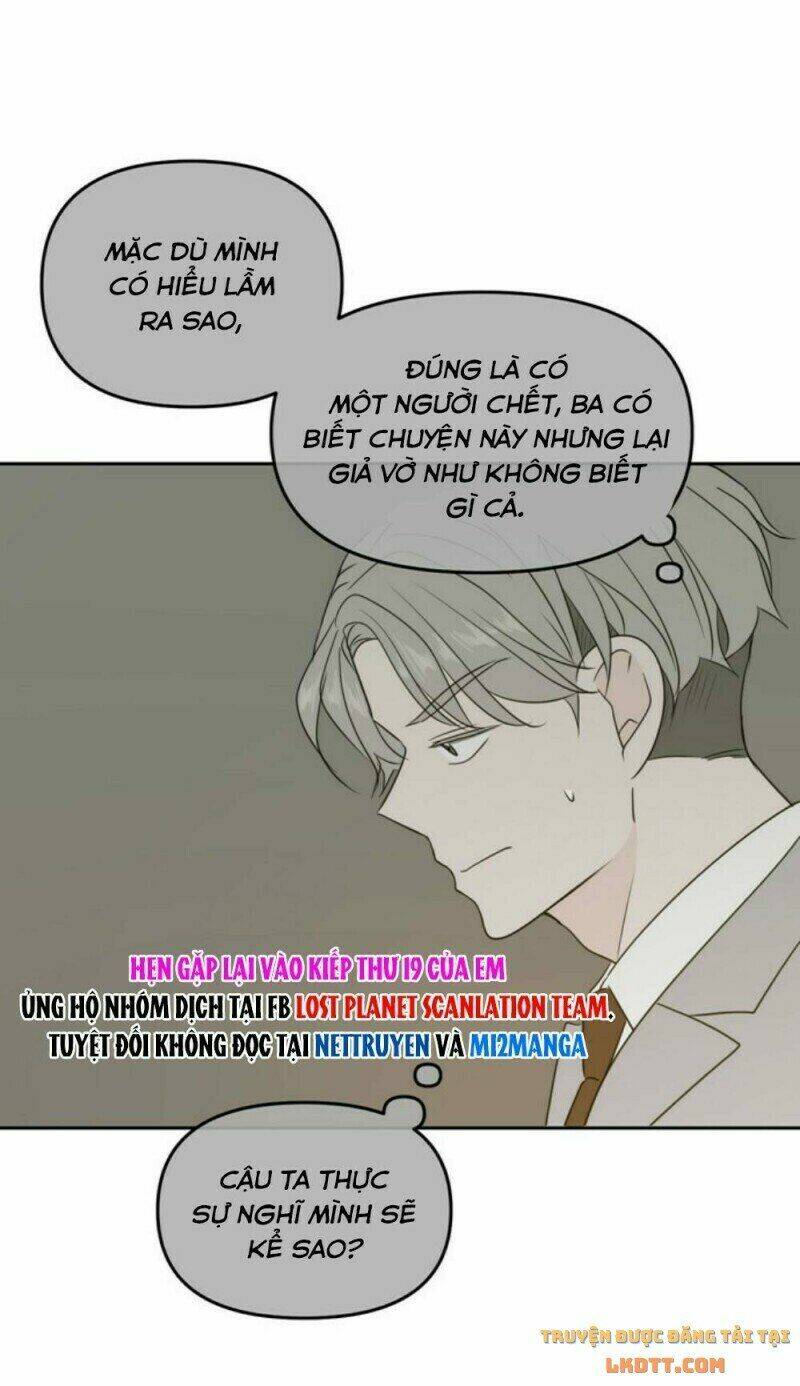 MẶC DÙ MÌNH
CÓ HIỂU LẦM
RA SAO,
ĐÚNG LÀ CÓ
MỘT NGƯỜI CHẾT, BA CÓ
BIẾT CHUYỆN NÀY NHƯNG LẠI
GIẢ VỜ NHƯ KHÔNG BIẾT
GÌ CẢ.
HẸN GẶP LẠI VÀO KIẾP THƯ 19 CỦA EM
ỦNG HỘ NHÓM DỊCH TẠI FB LOST PLANET SCANLATION TEAM.
TUYỆT ĐỐI KHÔNG ĐỌC TẠI NETTRUYEN VÀ MI2MANGA
CẬU TA THỰC
SỰ NGHĨ MÌNH SẼ
KỂ SAO?
TRUYỆN ĐƯỢC ĐĂNG TẢI TẠI
LKDTT.COM